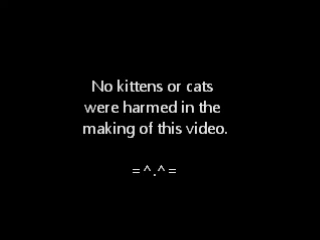 No kittens or cats
were harmed in the
making of this video.
=^.^=